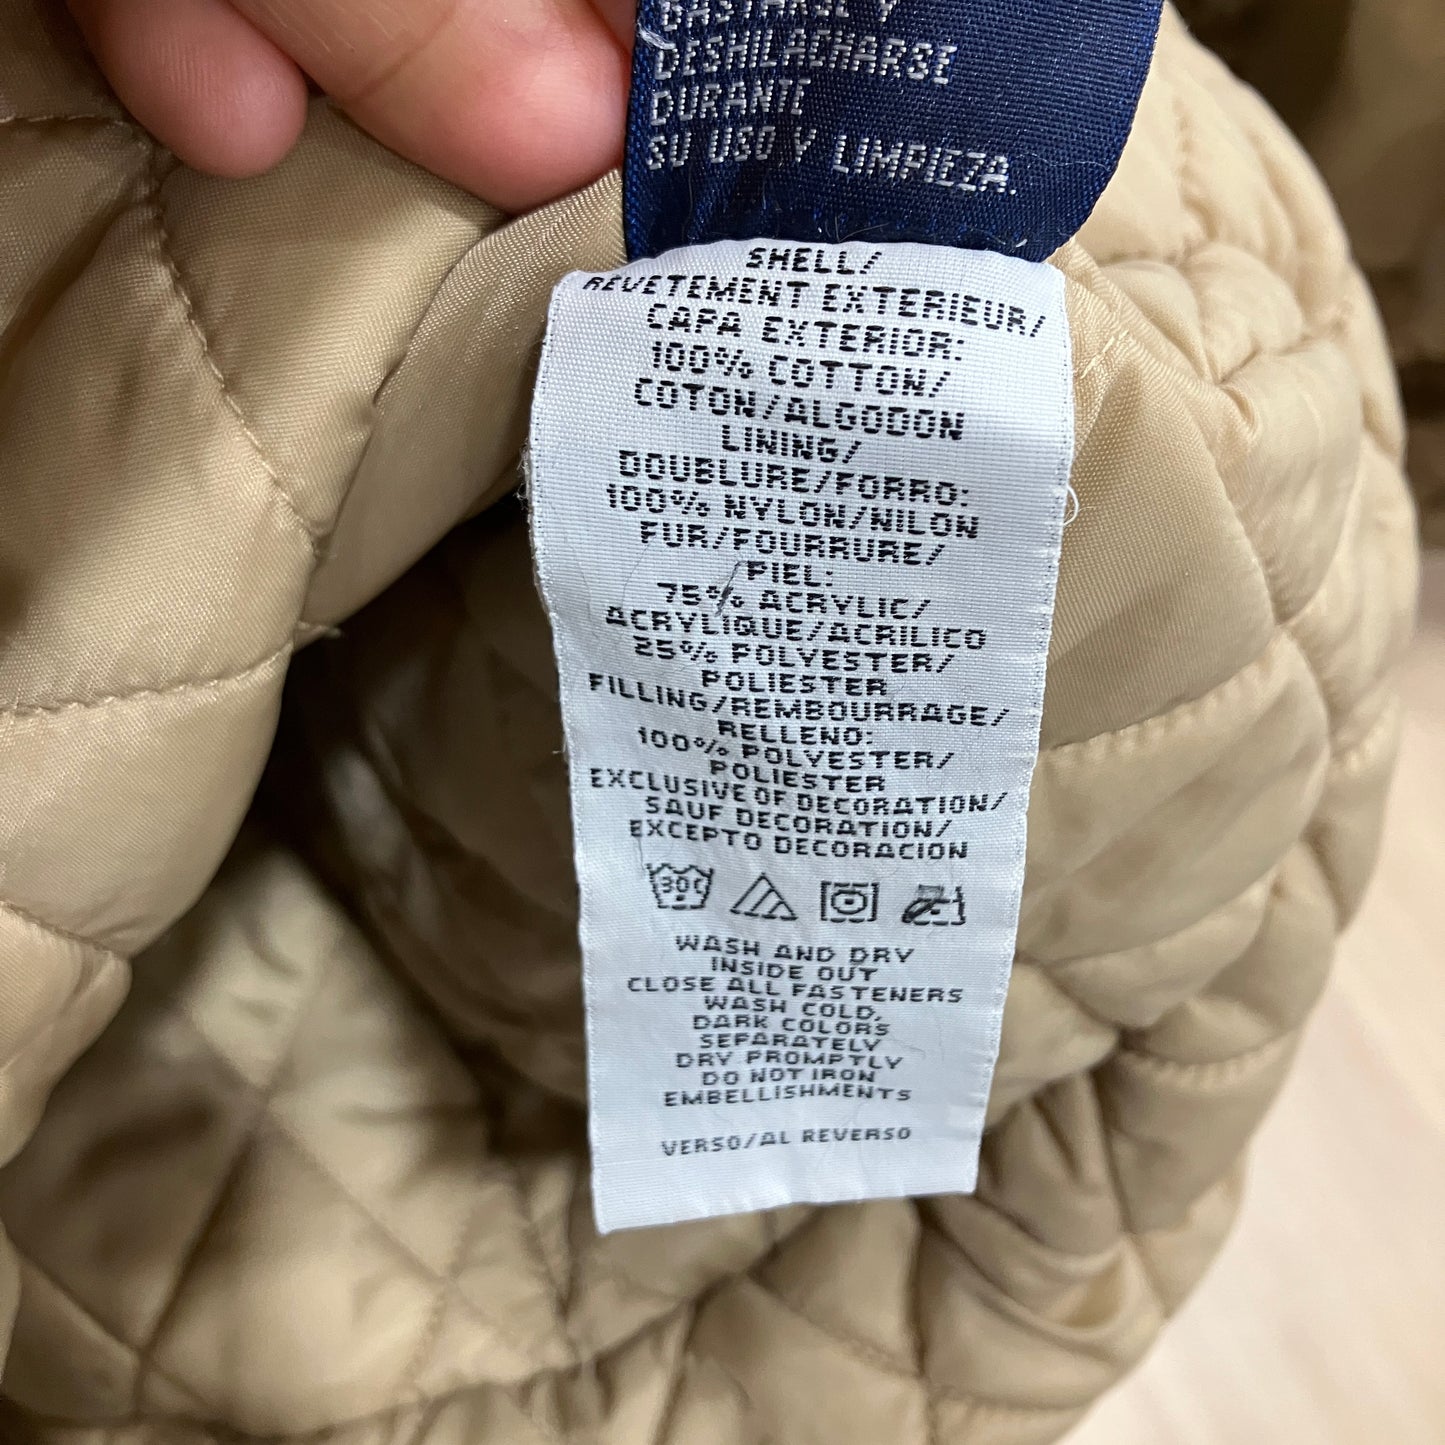 GASTARSE Y
DESHILACHARSE
DURANTE
SU USO Y LIMPIEZA.
SHELL/
REVETEMENT EXTERIEUR/
CAPA EXTERIOR:
100% COTTON/
COTON/ALGODON
LINING/
DOUBLURE/FORRO:
100% NYLON/NILON
FUR/FOURRURE/
PIEL:
75% ACRYLIC/
ACRYLIQUE/ACRILICO
25% POLYESTER/
POLIESTER
FILLING/REMBOURRAGE/
RELLENO:
100% POLYESTER/
POLIESTER
EXCLUSIVE OF DECORATION/
SAUF DECORATION/
EXCEPTO DECORACION
30C
WASH AND DRY
INSIDE OUT
CLOSE ALL FASTENERS
WASH COLD,
DARK COLORS
SEPARATELY
DRY PROMPTLY
DO NOT IRON
EMBELLISHMENTS
VERSO/AL REVERSO